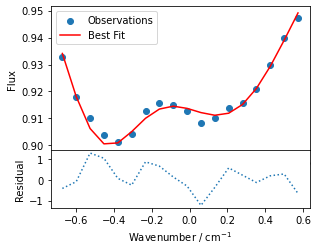 0.95
0.94
0.93
0.92
0.91
0.90
Flux
Observations
Best Fit
1
0
−1
Residual
−0.6 −0.4 −0.2 0.0 0.2 0.4 0.6
Wavenumber / cm⁻¹